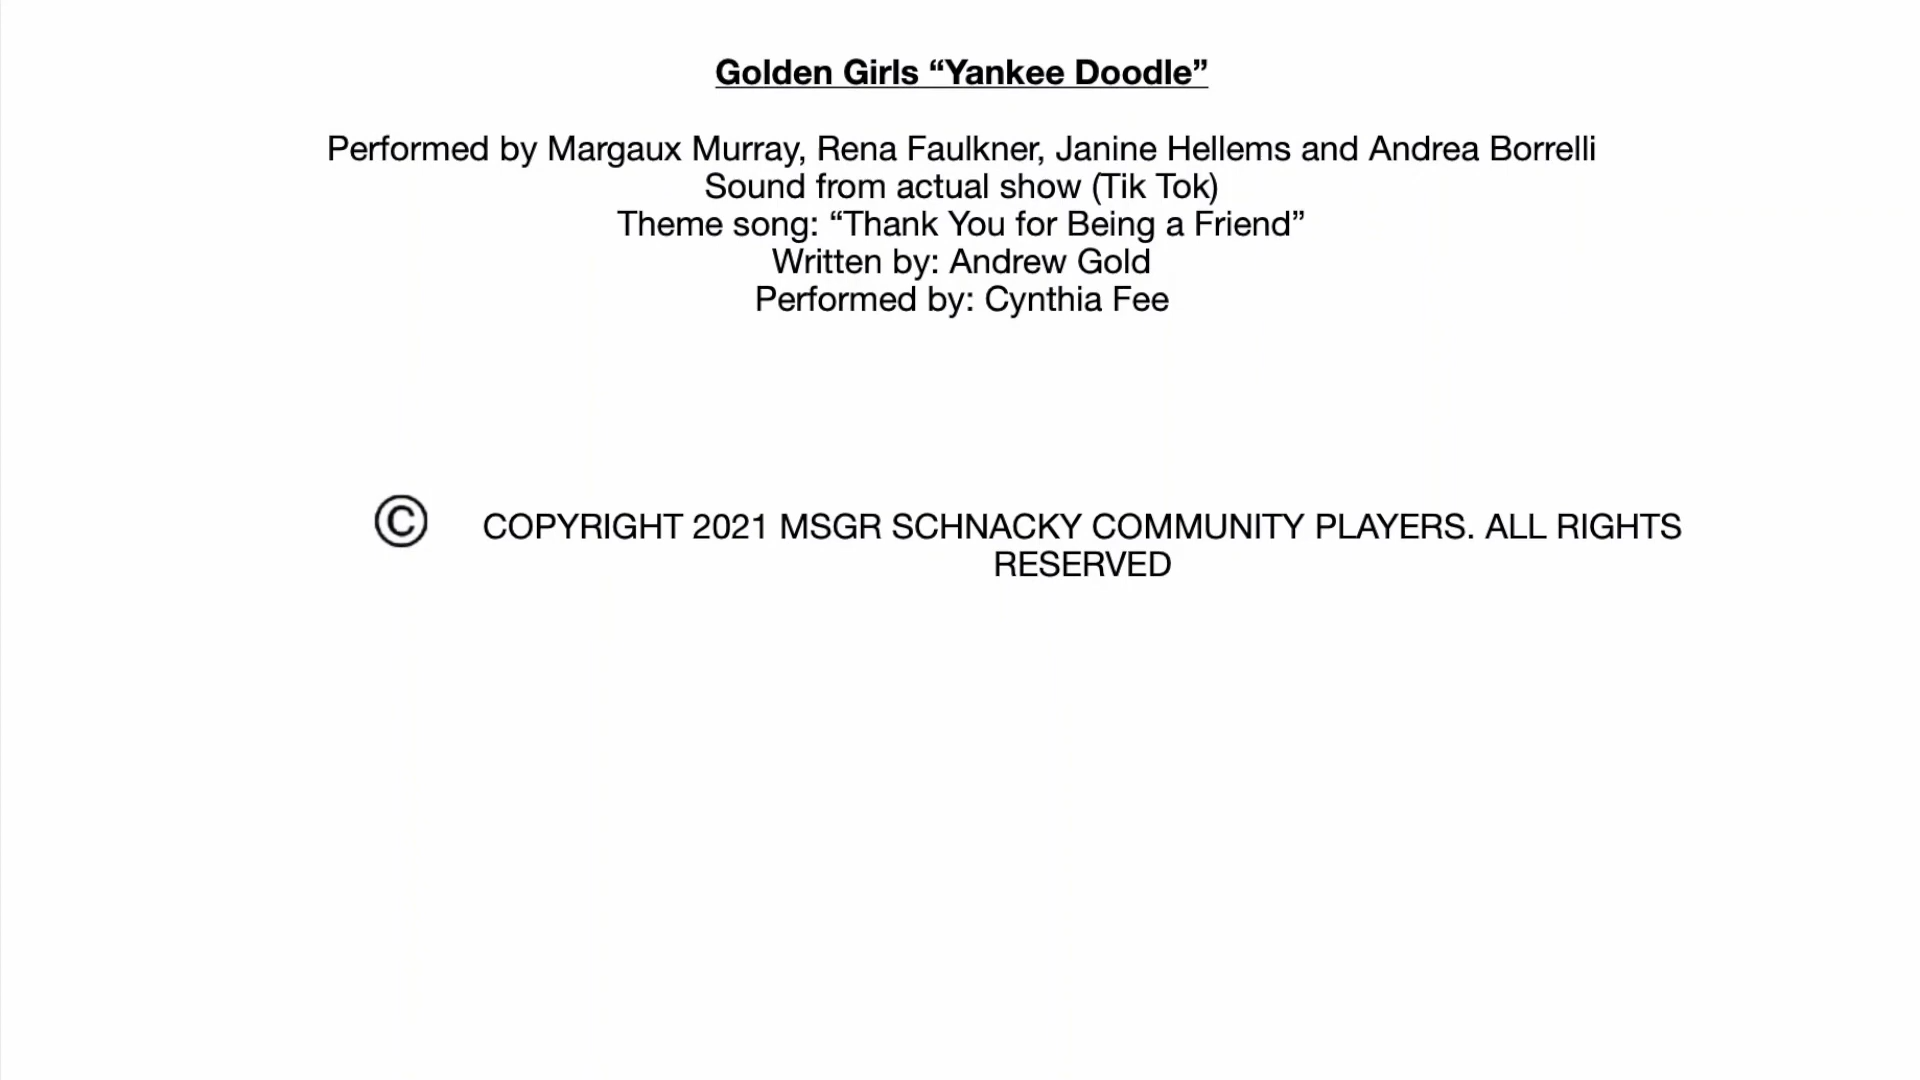 Golden Girls “Yankee Doodle”
Performed by Margaux Murray, Rena Faulkner, Janine Hellems and Andrea Borrelli
Sound from actual show (Tik Tok)
Theme song: “Thank You for Being a Friend”
Written by: Andrew Gold
Performed by: Cynthia Fee
© COPYRIGHT 2021 MSGR SCHNACKY COMMUNITY PLAYERS. ALL RIGHTS
RESERVED